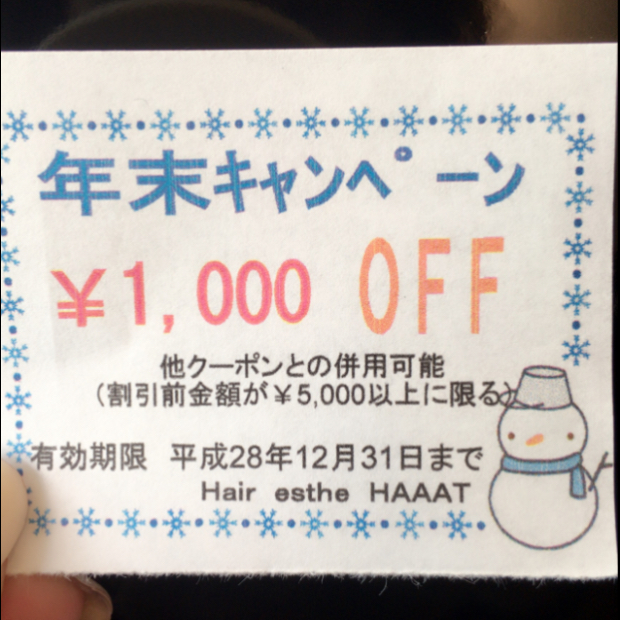 年末キャンペーン
¥1,000 OFF
他クーポンとの併用可能
(割引前金額が¥5,000以上に限る)
有効期限 平成28年12月31日まで
Hair esthe HAAAT